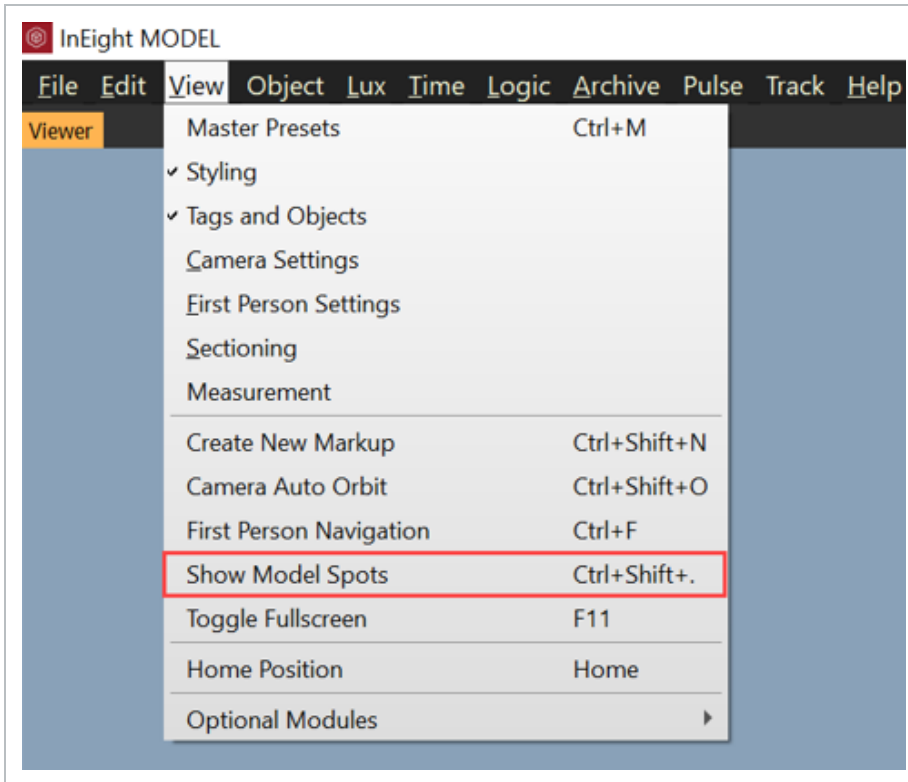 InEight MODEL
File Edit View Object Lux Time Logic Archive Pulse Track Help
Viewer
Master Presets Ctrl+M
Styling
Tags and Objects
Camera Settings
First Person Settings
Sectioning
Measurement
Create New Markup Ctrl+Shift+N
Camera Auto Orbit Ctrl+Shift+O
First Person Navigation Ctrl+F
Show Model Spots Ctrl+Shift+.
Toggle Fullscreen F11
Home Position Home
Optional Modules